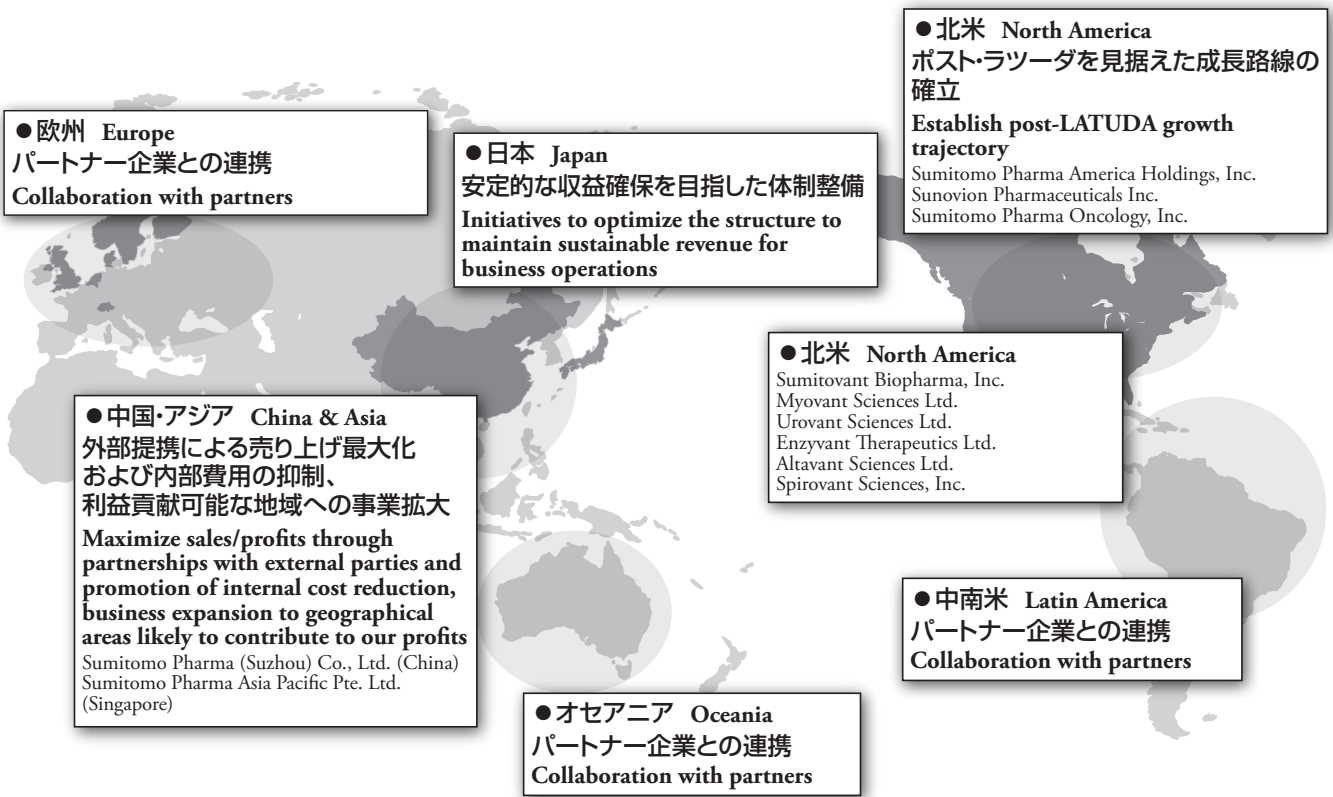 ●欧州 Europe
パートナー企業との連携
Collaboration with partners
●日本 Japan
安定的な収益確保を目指した体制整備
Initiatives to optimize the structure to
maintain sustainable revenue for
business operations
●北米 North America
ポスト・ラツーダを見据えた成長路線の
確立
Establish post-LATUDA growth
trajectory
Sumitomo Pharma America Holdings, Inc.
Sunovion Pharmaceuticals Inc.
Sumitomo Pharma Oncology, Inc.
●北米 North America
Sumitovant Biopharma, Inc.
Myovant Sciences Ltd.
Urovant Sciences Ltd.
Enzyvant Therapeutics Ltd.
Altavant Sciences Ltd.
Spirovant Sciences, Inc.
●中国・アジア China & Asia
外部提携による売り上げ最大化
および内部費用の抑制、
利益貢献可能な地域への事業拡大
Maximize sales/profits through
partnerships with external parties and
promotion of internal cost reduction,
business expansion to geographical
areas likely to contribute to our profits
Sumitomo Pharma (Suzhou) Co., Ltd. (China)
Sumitomo Pharma Asia Pacific Pte. Ltd.
(Singapore)
●中南米 Latin America
パートナー企業との連携
Collaboration with partners
●オセアニア Oceania
パートナー企業との連携
Collaboration with partners